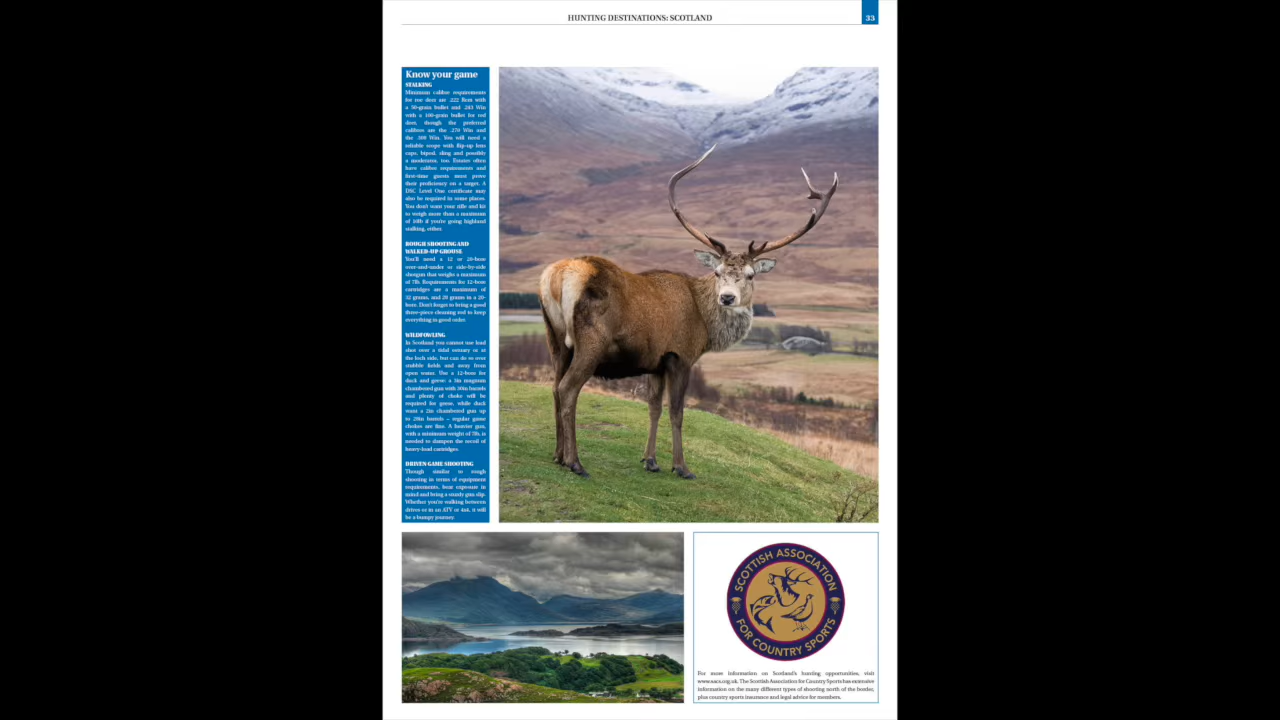 HUNTING DESTINATIONS: SCOTLAND
33
Know your game
STALKING
Minimum calibre requirements
for roe deer are .222 Rem with
a 50-grain bullet and .243 Win
with a 100-grain bullet for red
deer, though the preferred
calibres are the .270 Win and
the .308 Win. You will need a
reliable scope with flip-up lens
caps, bipod, sling and possibly
a moderator, too. Estates often
have calibre requirements and
first-time guests must prove
their proficiency on a target. A
DSC Level One certificate may
also be required in some places.
You don't want your rifle and kit
to weigh more than a maximum
of 10lb if you're going highland
stalking, either.
ROUGH SHOOTING AND
WALKED-UP GROUSE
You'll need a 12 or 20-bore
over-and-under or side-by-side
shotgun that weighs a maximum
of 7lb. Requirements for 12-bore
cartridges are a maximum of
32 grams, and 28 grams in a 20-
bore. Don't forget to bring a good
three-piece cleaning rod to keep
everything in good order.
WILDFOWLING
In Scotland you cannot use lead
shot over a tidal estuary or at
the loch side, but can do so over
stubble fields and away from
open water. Use a 12-bore for
duck and geese: a 3in magnum
chambered gun with 30in barrels
and plenty of choke will be
required for geese, while duck
want a 2in chambered gun up
to 28in barrels – regular game
chokes are fine. A heavier gun,
with a minimum weight of 7lb, is
needed to dampen the recoil of
heavy-load cartridges.
DRIVEN GAME SHOOTING
Though similar to rough
shooting in terms of equipment
requirements, bear exposure in
mind and bring a sturdy gun slip.
Whether you're walking between
drives or in an ATV or 4x4, it will
be a bumpy journey.
SCOTTISH ASSOCIATION
FOR COUNTRY SPORTS
For more information on Scotland's hunting opportunities, visit
www.sacs.org.uk. The Scottish Association for Country Sports has extensive
information on the many different types of shooting north of the border,
plus country sports insurance and legal advice for members.